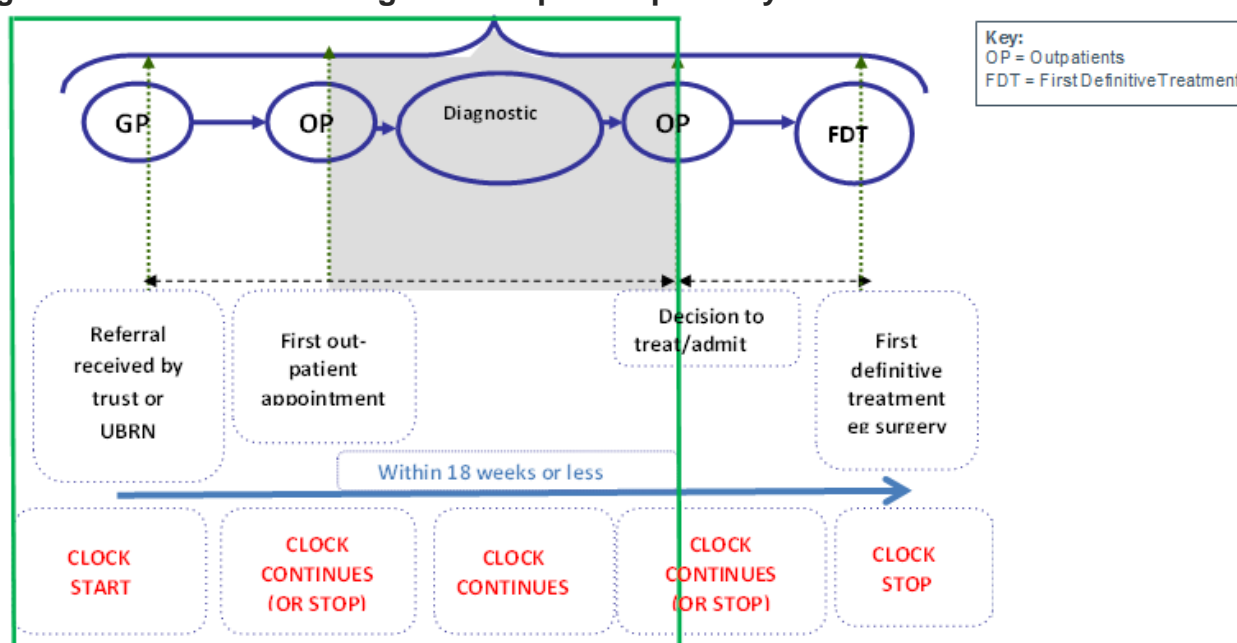 Key:
OP = Outpatients
FDT = First Definitive Treatment
GP
OP
Diagnostic
OP
FDT
Referral
received by
trust or
UBRN
First out-
patient
appointment
Decision to
treat/admit
First
definitive
treatment
eg surgery
Within 18 weeks or less
CLOCK
START
CLOCK
CONTINUES
(OR STOP)
CLOCK
CONTINUES
CLOCK
CONTINUES
(OR STOP)
CLOCK
STOP